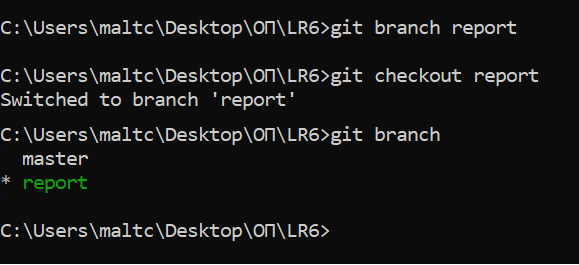 C:\Users\maltc\Desktop\ОП\LR6>git branch report
C:\Users\maltc\Desktop\ОП\LR6>git checkout report
Switched to branch 'report'
C:\Users\maltc\Desktop\ОП\LR6>git branch
  master
* report
C:\Users\maltc\Desktop\ОП\LR6>